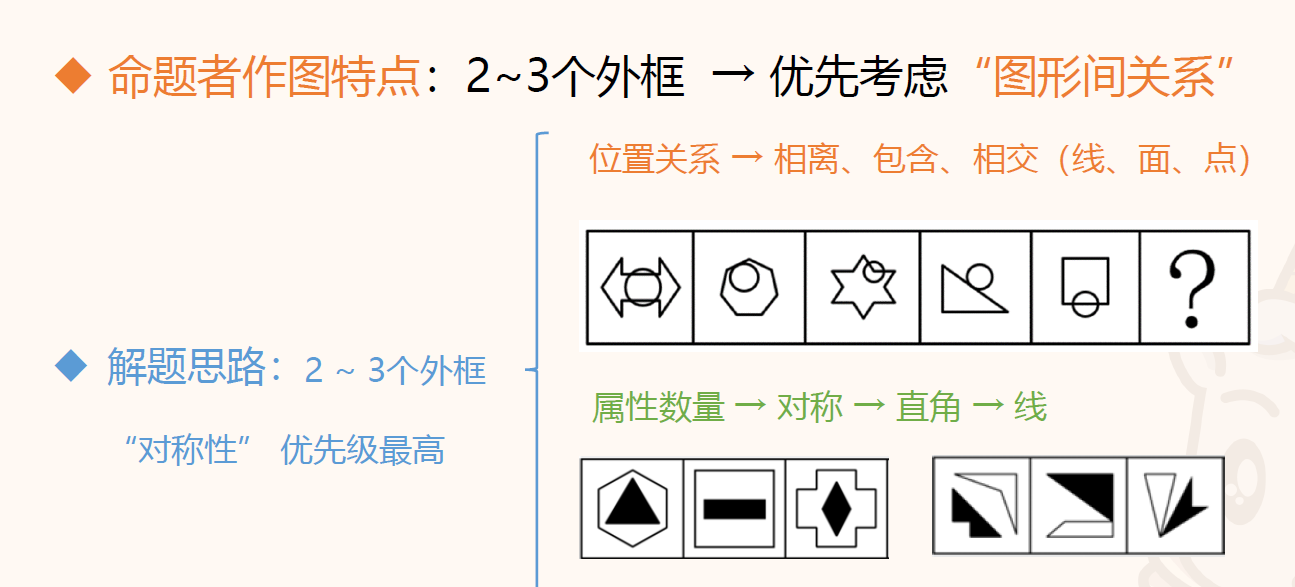 ◆ 命题者作图特点：2~3个外框 → 优先考虑“图形间关系”
位置关系 → 相离、包含、相交（线、面、点）
?
◆ 解题思路：2 ~ 3个外框
“对称性” 优先级最高
属性数量 → 对称 → 直角 → 线